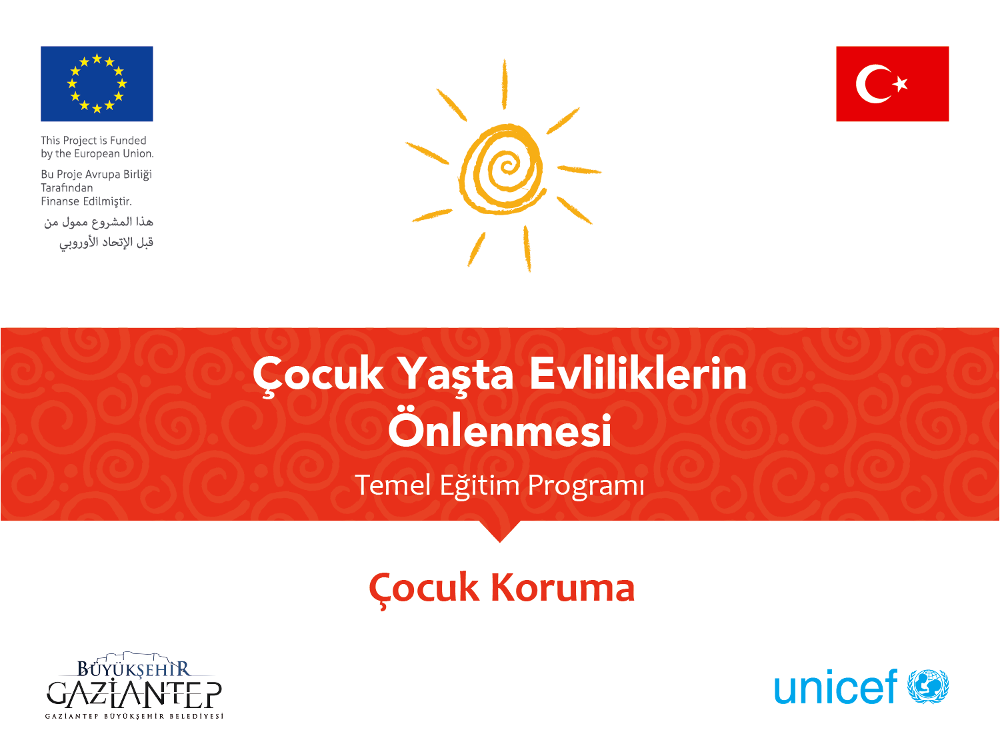 This Project is Funded
by the European Union.
Bu Proje Avrupa Birliği
Tarafından
Finanse Edilmiştir.
هذا المشروع ممول من
قبل الإتحاد الأوروبي
Çocuk Yaşta Evliliklerin
Önlenmesi
Temel Eğitim Programı
Çocuk Koruma
BÜYÜKŞEHİR
GAZİANTEP
GAZİANTEP BÜYÜKŞEHİR BELEDİYESİ
unicef